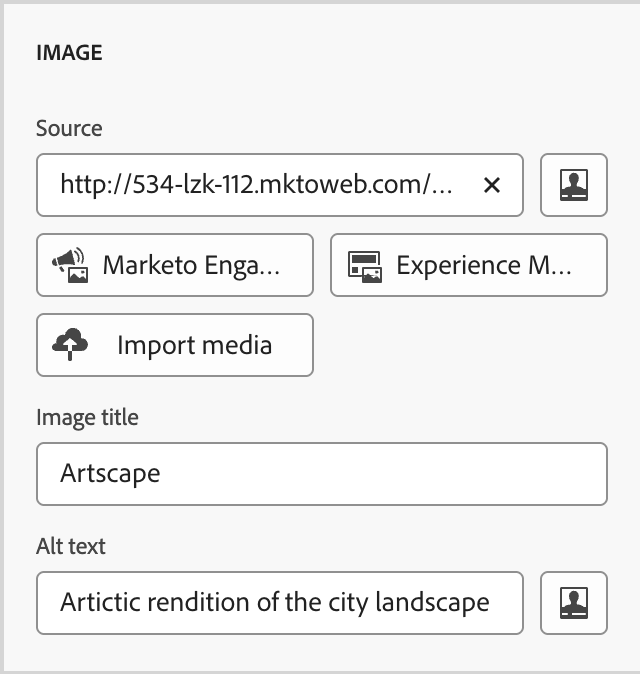 IMAGE
Source
http://534-lzk-112.mktoweb.com/...
Marketo Enga...
Experience M...
Import media
Image title
Artscape
Alt text
Artictic rendition of the city landscape